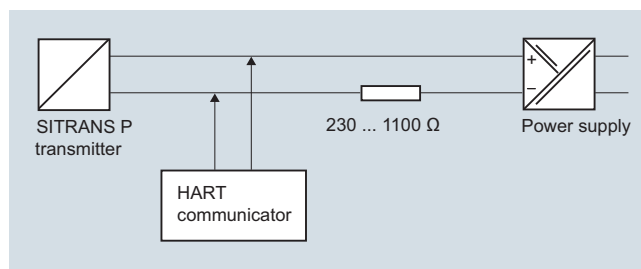 +
–
SITRANS P
transmitter
230 ... 1100 Ω
Power supply
HART
communicator